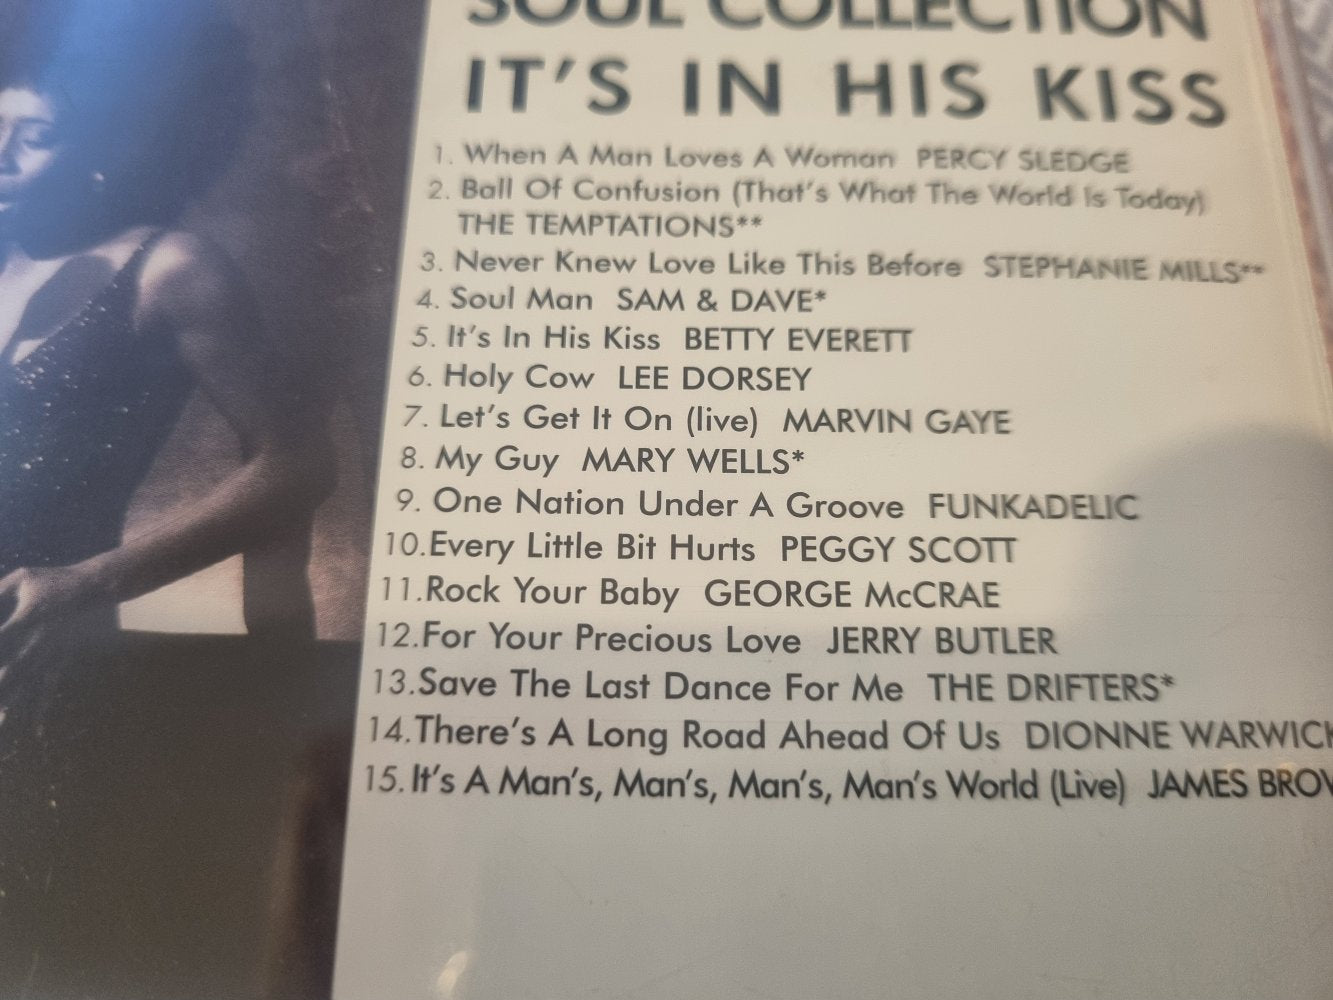 SOUL COLLECTION
IT'S IN HIS KISS
1. When A Man Loves A Woman PERCY SLEDGE
2. Ball Of Confusion (That's What The World Is Today)
THE TEMPTATIONS**
3. Never Knew Love Like This Before STEPHANIE MILLS**
4. Soul Man SAM & DAVE*
5. It's In His Kiss BETTY EVERETT
6. Holy Cow LEE DORSEY
7. Let's Get It On (live) MARVIN GAYE
8. My Guy MARY WELLS*
9. One Nation Under A Groove FUNKADELIC
10.Every Little Bit Hurts PEGGY SCOTT
11.Rock Your Baby GEORGE McCRAE
12.For Your Precious Love JERRY BUTLER
13.Save The Last Dance For Me THE DRIFTERS*
14.There's A Long Road Ahead Of Us DIONNE WARWICK
15.It's A Man's, Man's, Man's, Man's World (Live) JAMES BROW